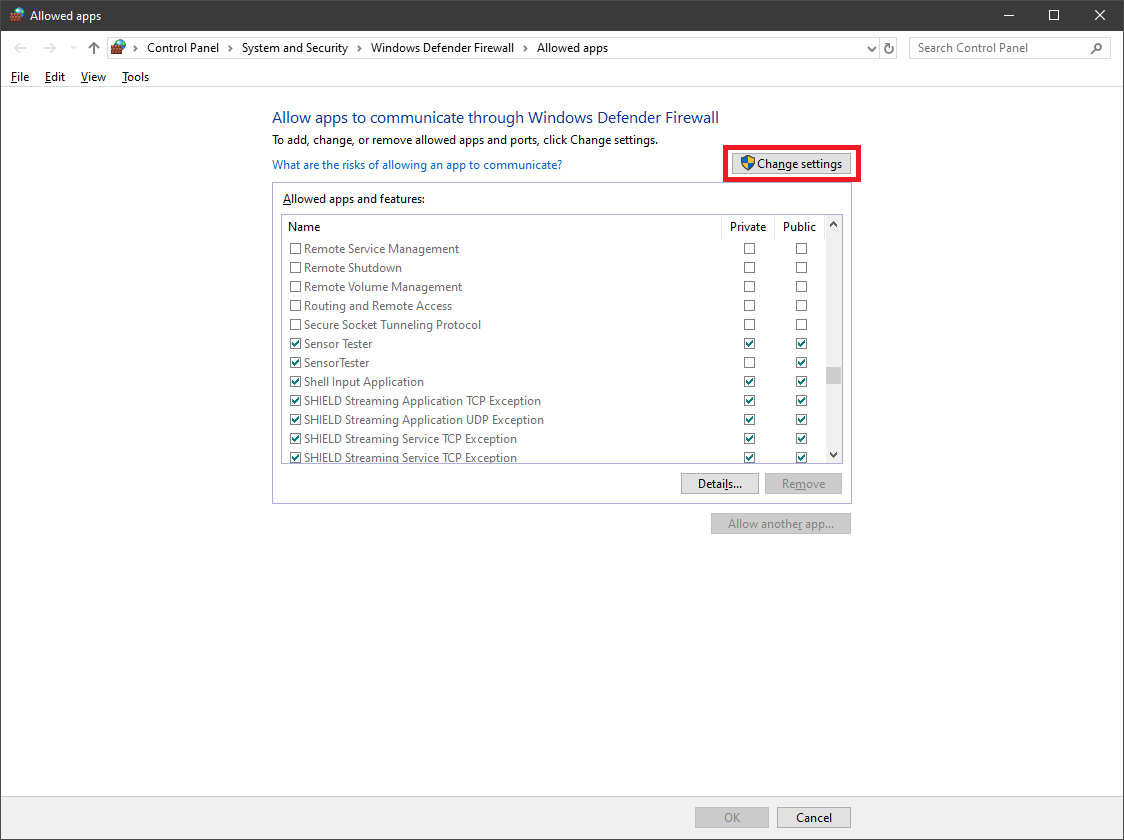 Allowed apps
Control Panel > System and Security > Windows Defender Firewall > Allowed apps
Search Control Panel
File Edit View Tools
Allow apps to communicate through Windows Defender Firewall
To add, change, or remove allowed apps and ports, click Change settings.
What are the risks of allowing an app to communicate?
Change settings
Allowed apps and features:
Name Private Public
Remote Service Management
Remote Shutdown
Remote Volume Management
Routing and Remote Access
Secure Socket Tunneling Protocol
Sensor Tester
SensorTester
Shell Input Application
SHIELD Streaming Application TCP Exception
SHIELD Streaming Application UDP Exception
SHIELD Streaming Service TCP Exception
SHIELD Streaming Service TCP Exception
Details... Remove
Allow another app...
OK Cancel